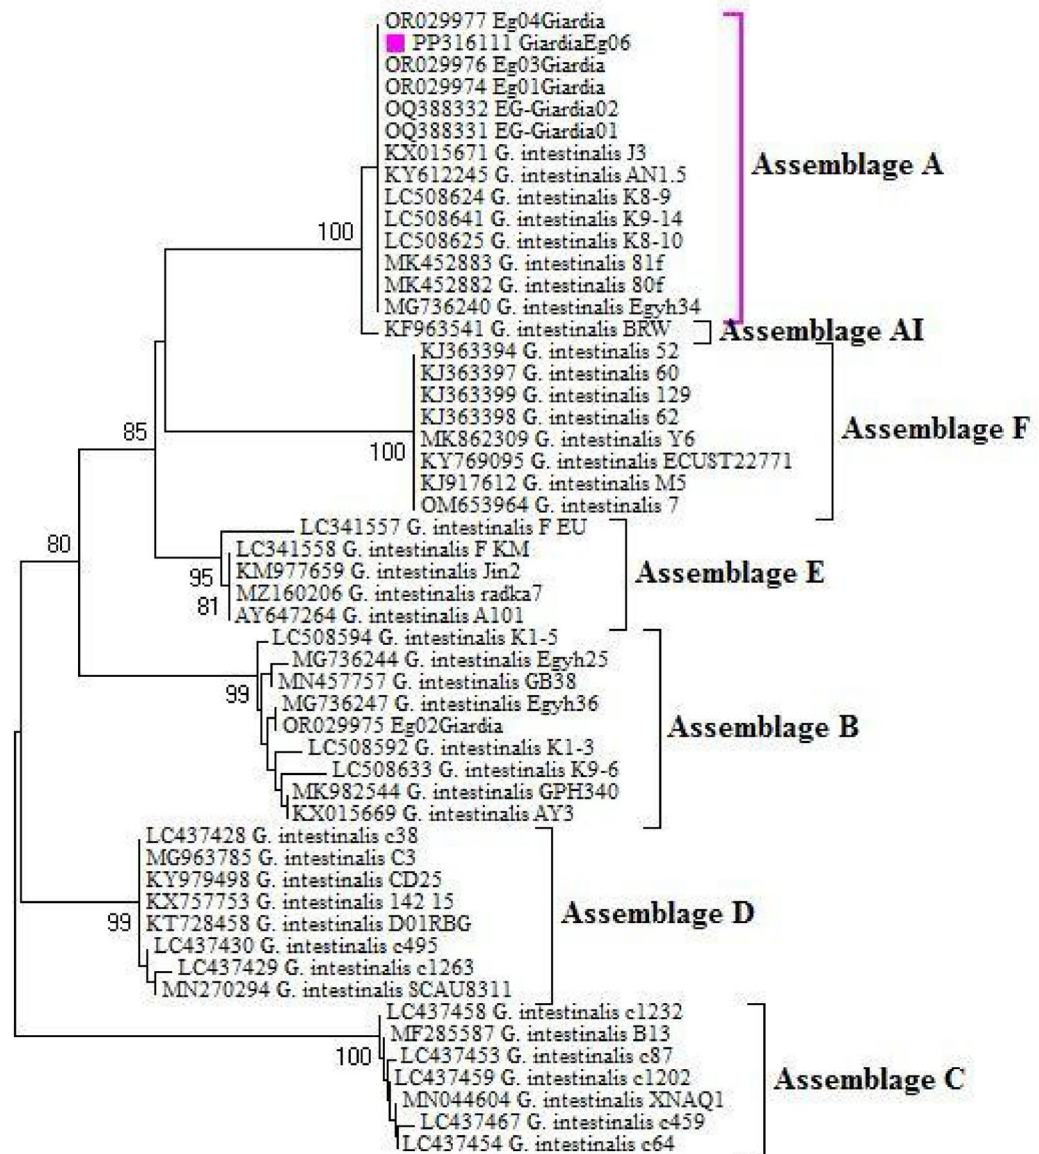 OR029977 Eg04Giardia
PP316111 GiardiaEg06
OR029976 Eg03Giardia
OR029974 Eg01Giardia
OQ388332 EG-Giardia02
OQ388331 EG-Giardia01
KX015671 G. intestinalis J3
Assemblage A
KY612245 AN1.5 G. intestinalis AN1.5
LC508624 G. intestinalis K8-9
LC508641 G. intestinalis K9-14
100
LC508625 G. intestinalis K8-10
MK452883 G. intestinalis 81f
MK452882 G. intestinalis 80f
MG736240 G. intestinalis Egyh34
KF963541 G. intestinalis BRW
Assemblage AI
KJ363394 G. intestinalis 52
KJ363397 G. intestinalis 60
KJ363399 G. intestinalis 129
KJ363398 G. intestinalis 62
Assemblage F
85
MK862309 G. intestinalis Y6
100
KY769095 G. intestinalis ECUST22771
KJ917612 G. intestinalis M5
OM653964 G. intestinalis 7
LC341557 G. intestinalis F EU
80
LC341558 G. intestinalis F KM
KM977659 G. intestinalis Jin2
Assemblage E
95
MZ160206 G. intestinalis radka7
81
AY647264 G. intestinalis A101
LC508594 G. intestinalis K1-5
MG736244 G. intestinalis Egyh25
99
MN457757 G. intestinalis GB38
MG736247 G. intestinalis Egyh36
OR029975 Eg02Giardia
Assemblage B
LC508592 G. intestinalis K1-3
LC508633 G. intestinalis K9-6
MK982544 G. intestinalis GPH340
KX015669 G. intestinalis AY3
LC437428 G. intestinalis c38
MG963785 G. intestinalis C3
KY979498 G. intestinalis CD25
KX757753 G. intestinalis 142 15
Assemblage D
99
KT728458 G. intestinalis D01RBG
LC437430 G. intestinalis c495
LC437429 G. intestinalis c1263
MN270294 G. intestinalis SCAU8311
LC437458 G. intestinalis c1232
MF285587 G. intestinalis B13
100
LC437453 G. intestinalis c87
LC437459 G. intestinalis c1202
Assemblage C
MN044604 G. intestinalis XNAQ1
LC437467 G. intestinalis c459
LC437454 G. intestinalis c64